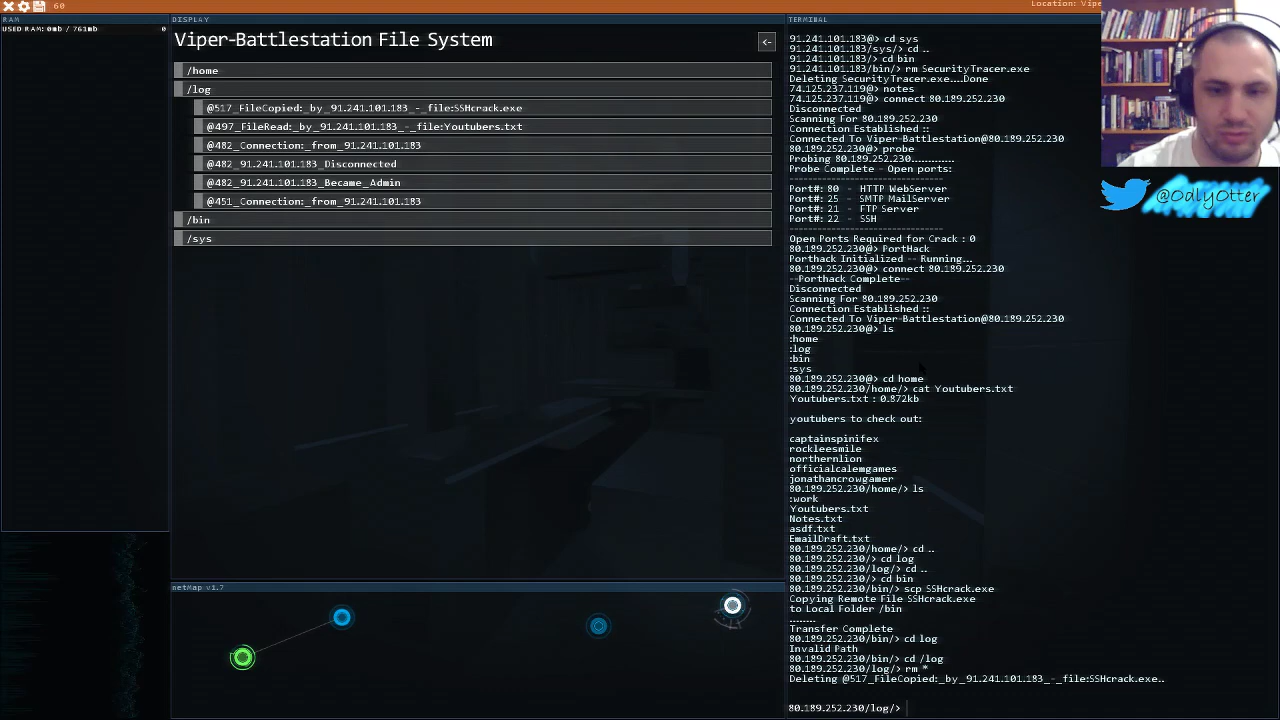 60
Location: Vipe
RAM
USED RAM: 0mb / 761mb
0
DISPLAY
Viper-Battlestation File System
<-
/home
/log
@517_FileCopied:_by_91.241.101.183_-_file:SSHcrack.exe
@497_FileRead:_by_91.241.101.183_-_file:Youtubers.txt
@482_Connection:_from_91.241.101.183
@482_91.241.101.183_Disconnected
@482_91.241.101.183_Became_Admin
@451_Connection:_from_91.241.101.183
/bin
/sys
netMap v1.7
TERMINAL
91.241.101.183@> cd sys
91.241.101.183/sys/> cd ..
91.241.101.183@> cd bin
91.241.101.183/bin/> rm SecurityTracer.exe
Deleting SecurityTracer.exe....Done
74.125.237.119@> notes
74.125.237.119@> connect 80.189.252.230
Disconnected
Scanning For 80.189.252.230
Connection Established ::
Connected To Viper-Battlestation@80.189.252.230
80.189.252.230@> probe
Probing 80.189.252.230.............
Probe Complete - Open ports:
---------------------------------
Port#: 80 - HTTP WebServer
Port#: 25 - SMTP MailServer
Port#: 21 - FTP Server
Port#: 22 - SSH
---------------------------------
Open Ports Required for Crack : 0
80.189.252.230@> PortHack
Porthack Initialized -- Running...
80.189.252.230@> connect 80.189.252.230
--Porthack Complete--
Disconnected
Scanning For 80.189.252.230
Connection Established ::
Connected To Viper-Battlestation@80.189.252.230
80.189.252.230@> ls
:home
:log
:bin
:sys
80.189.252.230@> cd home
80.189.252.230/home/> cat Youtubers.txt
Youtubers.txt : 0.872kb
youtubers to check out:
captainspinifex
rockleesmile
northernlion
officialcalemgames
jonathancrowgamer
80.189.252.230/home/> ls
:work
Youtubers.txt
Notes.txt
asdf.txt
EmailDraft.txt
80.189.252.230/home/> cd ..
80.189.252.230@> cd log
80.189.252.230/log/> cd ..
80.189.252.230@> cd bin
80.189.252.230/bin/> scp SSHcrack.exe
Copying Remote File SSHcrack.exe
to Local Folder /bin
........
Transfer Complete
80.189.252.230/bin/> cd log
Invalid Path
80.189.252.230/bin/> cd /log
80.189.252.230/log/> rm *
Deleting @517_FileCopied:_by_91.241.101.183_-_file:SSHcrack.exe..
80.189.252.230/log/>
@OdlyOtter